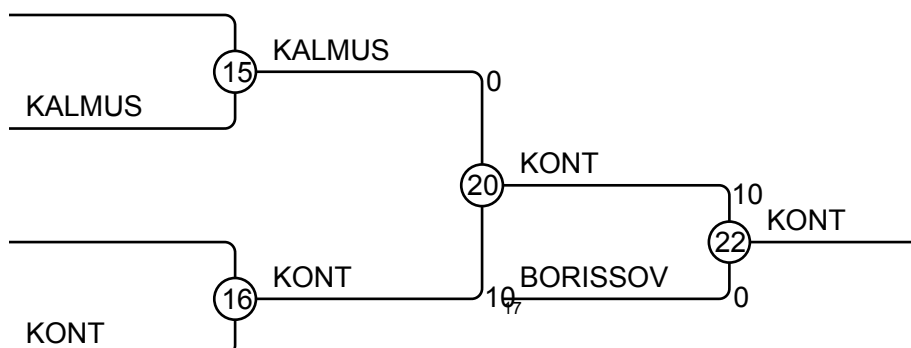 15
KALMUS
0
KALMUS
20
KONT
10
22
KONT
16
KONT
10
17
BORISSOV
0
KONT